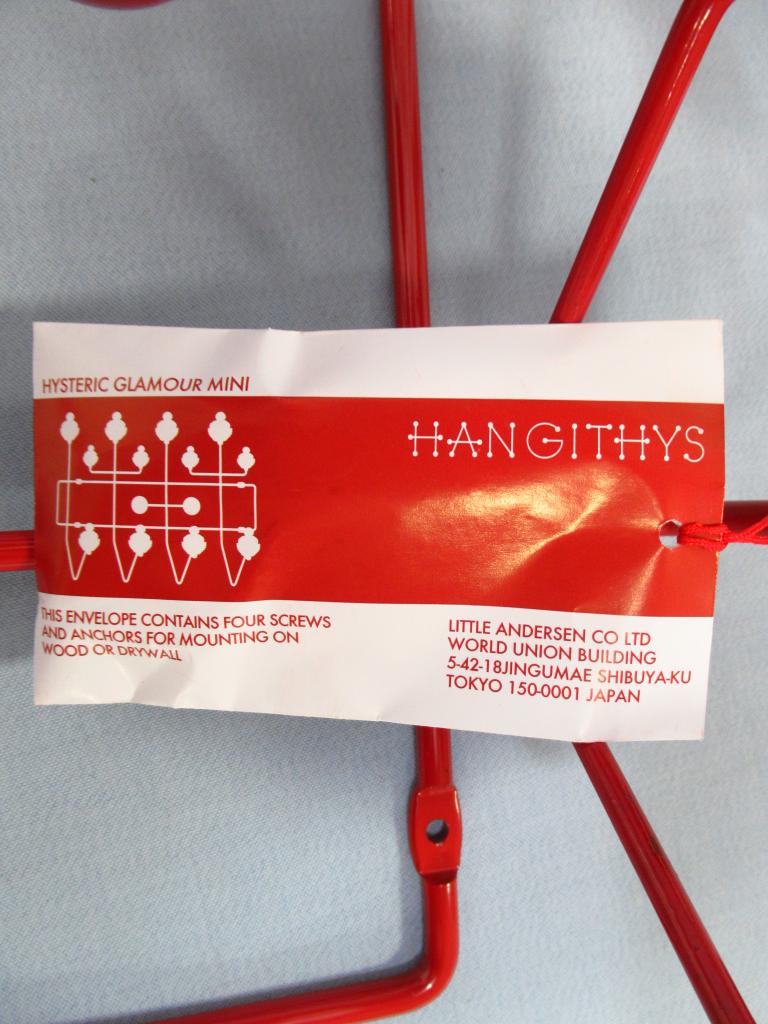 HYSTERIC GLAMOUR MINI
HANGITHYS
THIS ENVELOPE CONTAINS FOUR SCREWS
AND ANCHORS FOR MOUNTING ON
WOOD OR DRYWALL
LITTLE ANDERSEN CO LTD
WORLD UNION BUILDING
5-42-18JINGUMAE SHIBUYA-KU
TOKYO 150-0001 JAPAN